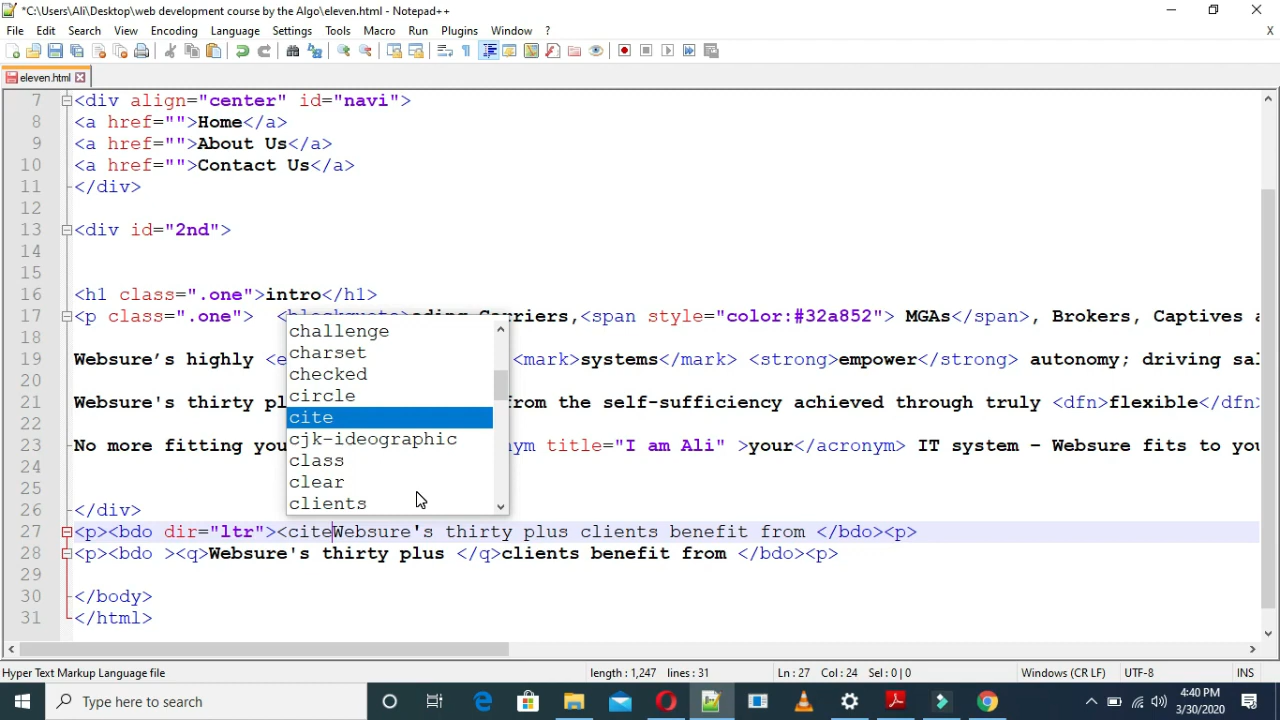 *C:\Users\Ali\Desktop\web development course by the Algo\eleven.html - Notepad++
File Edit Search View Encoding Language Settings Tools Macro Run Plugins Window ? X
eleven.html
7 <div align="center" id="navi">
8 <a href="">Home</a>
9 <a href="">About Us</a>
10 <a href="">Contact Us</a>
11 </div>
12
13 <div id="2nd">
14
15
16 <h1 class=".one">intro</h1>
17 <p class=".one"> <blockquote>ading Carriers,<span style="color:#32a852"> MGAs</span>, Brokers, Captives a
18
19 Websure's highly <e <mark>systems</mark> <strong>empower</strong> autonomy; driving sal
20
21 Websure's thirty pl from the self-sufficiency achieved through truly <dfn>flexible</dfn>
22
23 No more fitting you nym title="I am Ali" >your</acronym> IT system – Websure fits to you
24
25
26 </div>
27 <p><bdo dir="ltr"><citeWebsure's thirty plus clients benefit from </bdo><p>
28 <p><bdo ><q>Websure's thirty plus </q>clients benefit from </bdo><p>
29
30 </body>
31 </html>
challenge
charset
checked
circle
cite
cjk-ideographic
class
clear
clients
Hyper Text Markup Language file length : 1,247 lines : 31 Ln : 27 Col : 24 Sel : 0 | 0 Windows (CR LF) UTF-8 INS
Type here to search
4:40 PM
3/30/2020